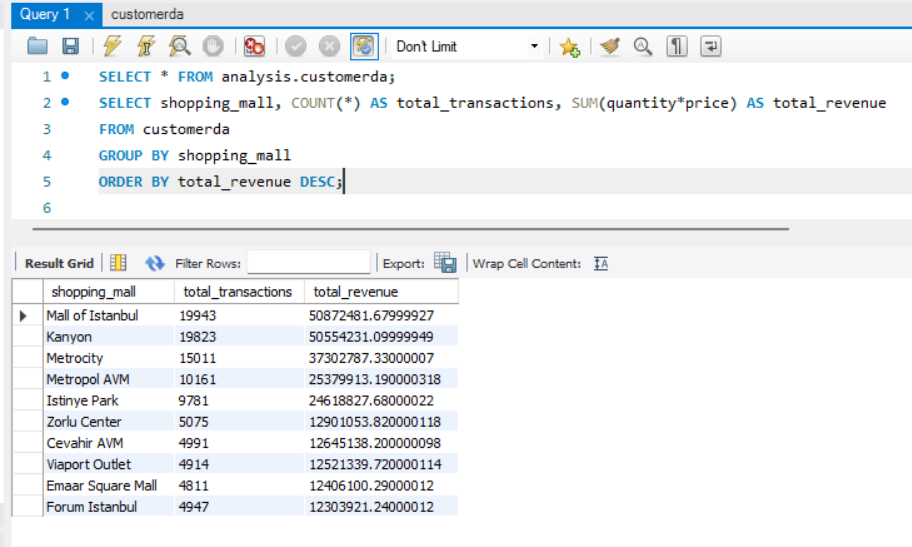 Query 1 × customerda
Don't Limit
1 SELECT * FROM analysis.customerda;
2 SELECT shopping_mall, COUNT(*) AS total_transactions, SUM(quantity*price) AS total_revenue
3 FROM customerda
4 GROUP BY shopping_mall
5 ORDER BY total_revenue DESC;
6
Result Grid Filter Rows: Export: Wrap Cell Content:
shopping_mall total_transactions total_revenue
Mall of Istanbul 19943 50872481.67999927
Kanyon 19823 50554231.09999949
Metrocity 15011 37302787.33000007
Metropol AVM 10161 25379913.190000318
Istinye Park 9781 24618827.68000022
Zorlu Center 5075 12901053.820000118
Cevahir AVM 4991 12645138.200000098
Viaport Outlet 4914 12521339.720000114
Emaar Square Mall 4811 12406100.29000012
Forum Istanbul 4947 12303921.24000012